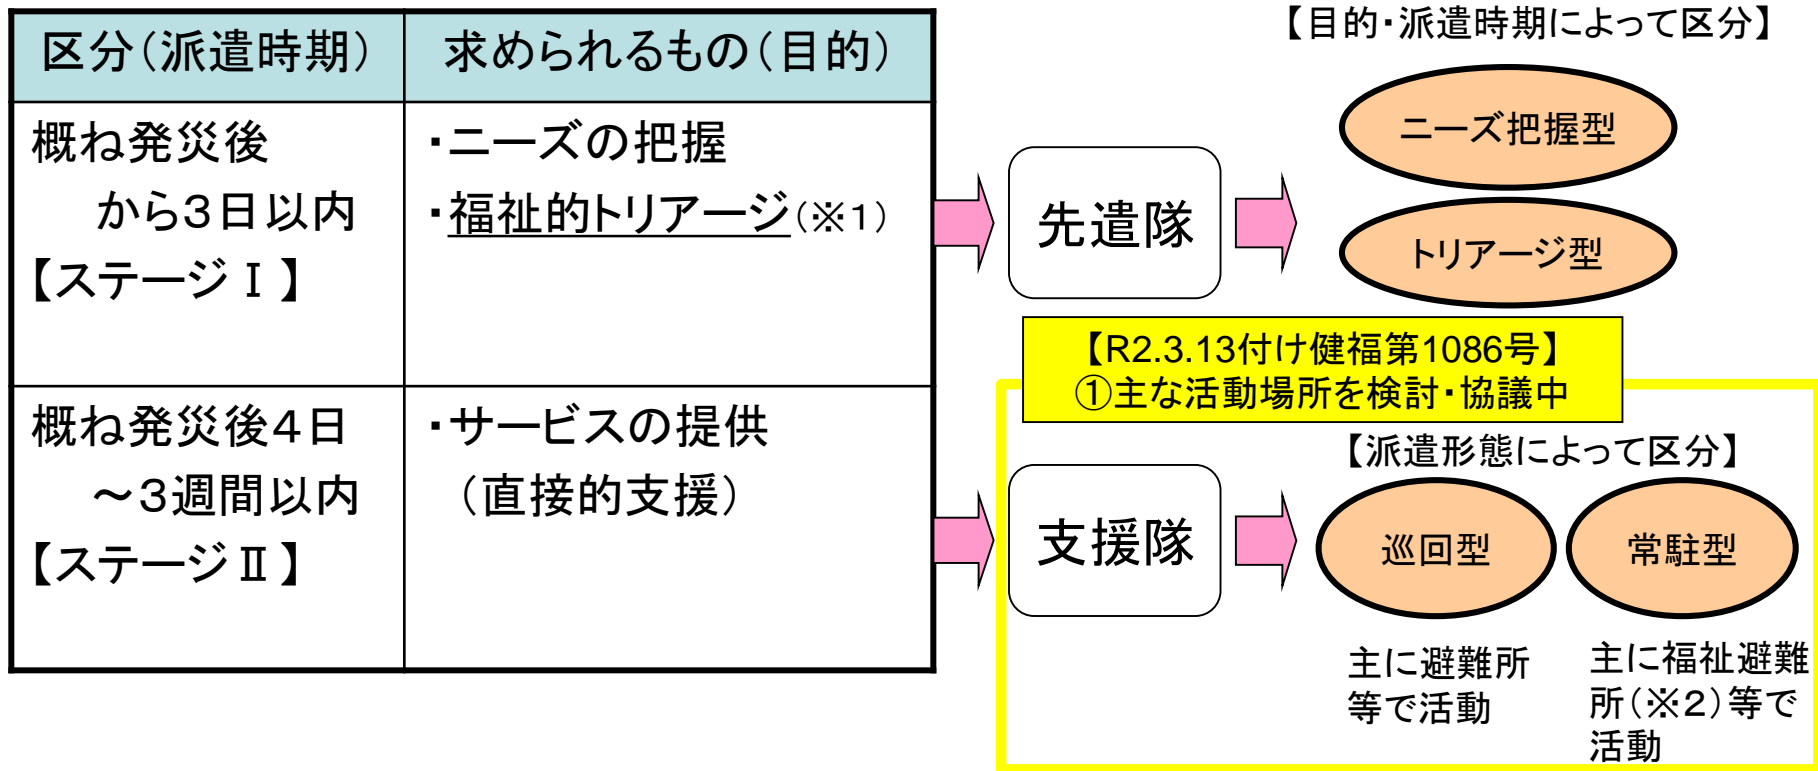 区分(派遣時期)
求められるもの(目的)
概ね発災後
から3日以内
【ステージⅠ】
・ニーズの把握
・福祉的トリアージ(※1)
概ね発災後4日
～3週間以内
【ステージⅡ】
・サービスの提供
(直接的支援)
【目的・派遣時期によって区分】
先遣隊
ニーズ把握型
トリアージ型
【R2.3.13付け健福第1086号】
①主な活動場所を検討・協議中
【派遣形態によって区分】
支援隊
巡回型
常駐型
主に避難所
等で活動
主に福祉避難
所(※2)等で
活動